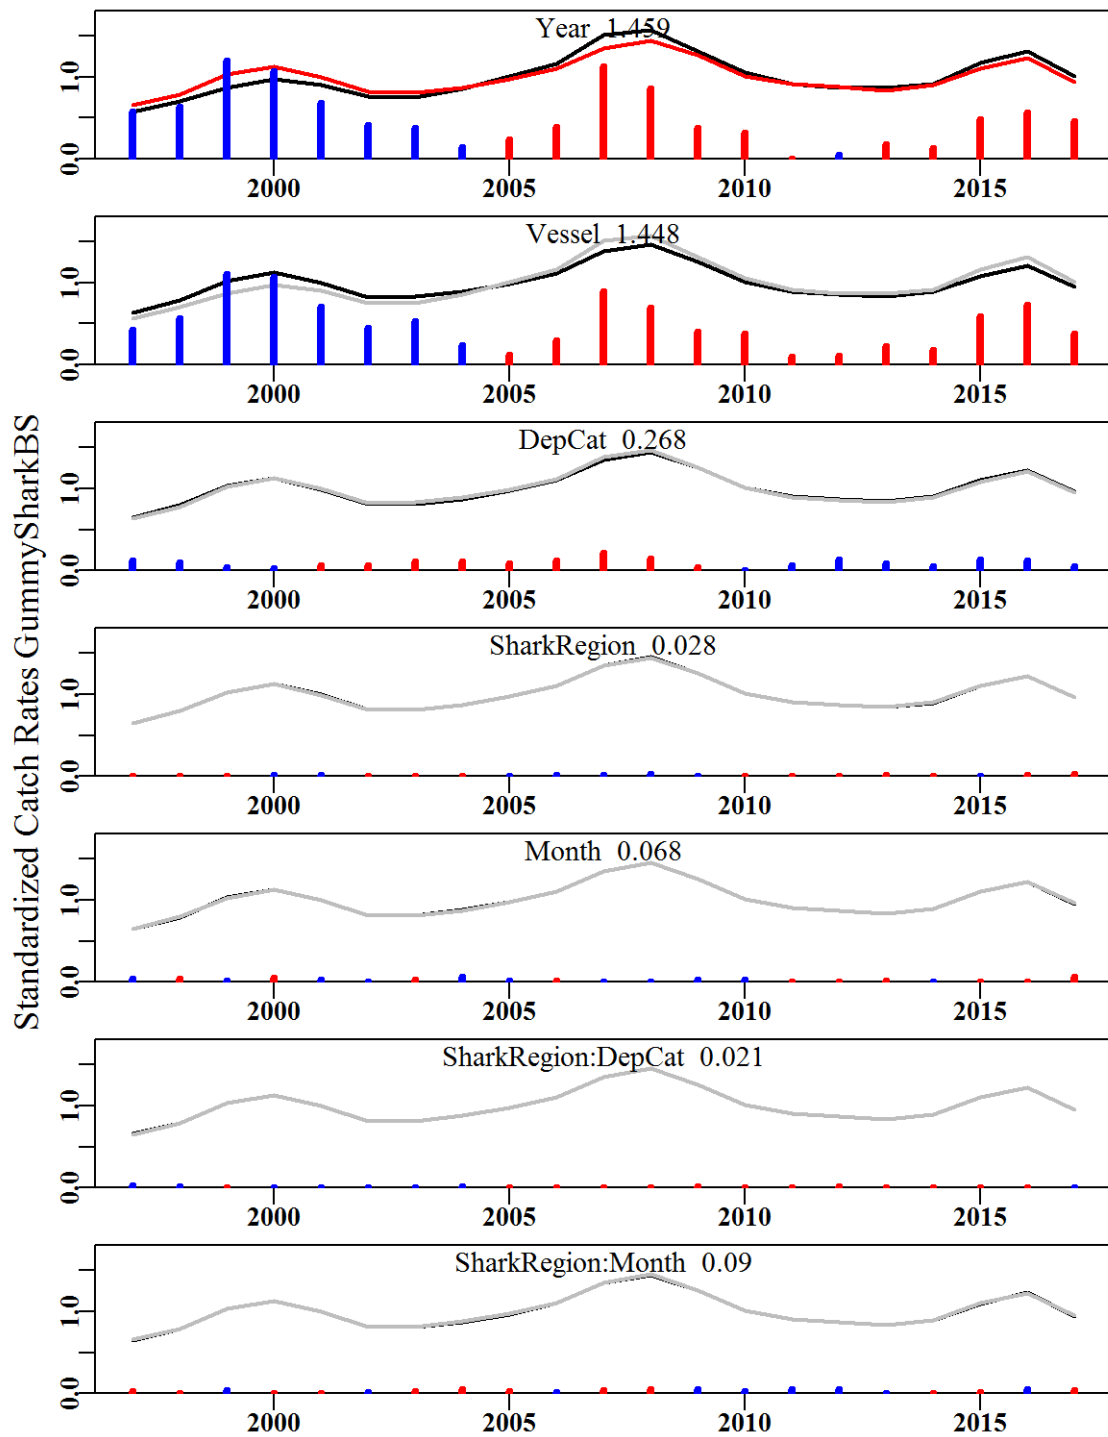 Standardized Catch Rates GummySharkBS
Year 1.459
1.0
0.0
2000 2005 2010 2015
Vessel 1.448
1.0
0.0
2000 2005 2010 2015
DepCat 0.268
1.0
0.0
2000 2005 2010 2015
SharkRegion 0.028
1.0
0.0
2000 2005 2010 2015
Month 0.068
1.0
0.0
2000 2005 2010 2015
SharkRegion:DepCat 0.021
1.0
0.0
2000 2005 2010 2015
SharkRegion:Month 0.09
1.0
0.0
2000 2005 2010 2015